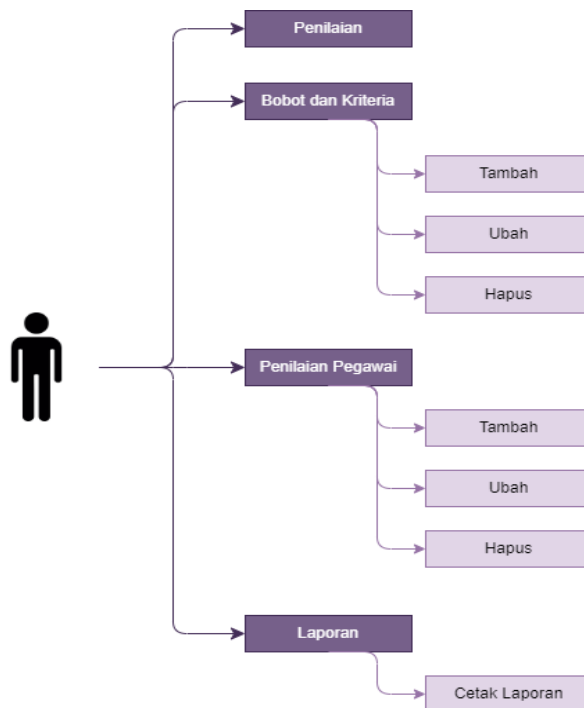 Penilaian
Bobot dan Kriteria
Tambah
Ubah
Hapus
Penilaian Pegawai
Tambah
Ubah
Hapus
Laporan
Cetak Laporan